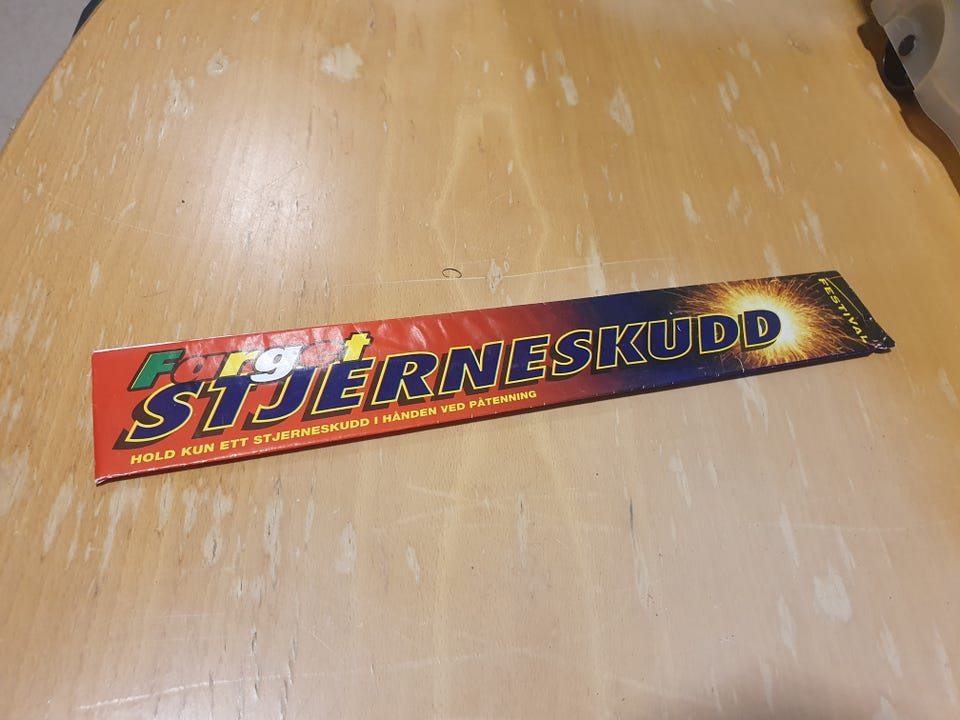 Farget
STJERNESKUDD
HOLD KUN ETT STJERNESKUDD I HÅNDEN VED PÅTENNING
FESTIVAL